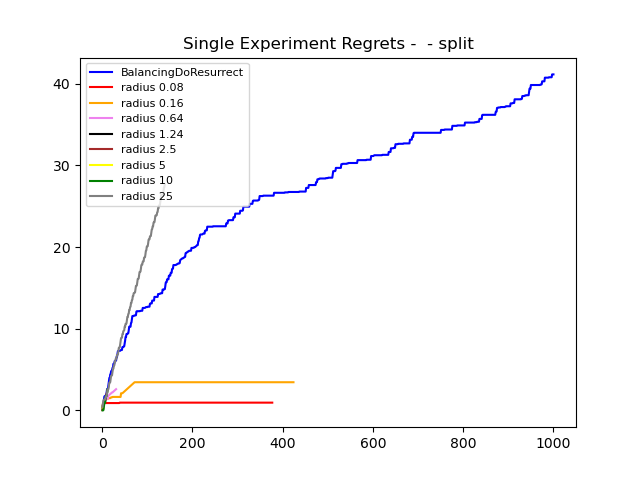 Single Experiment Regrets -  - split
BalancingDoResurrect
radius 0.08
radius 0.16
radius 0.64
radius 1.24
radius 2.5
radius 5
radius 10
radius 25
40
30
20
10
0
0 200 400 600 800 1000